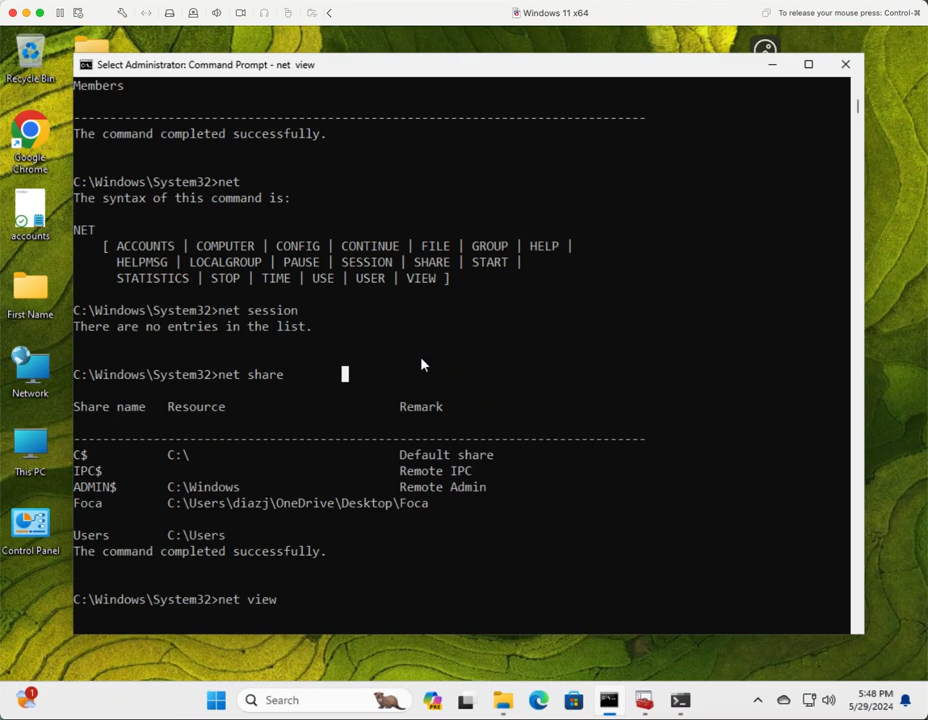 Windows 11 x64
To release your mouse press: Control-⌘
Select Administrator: Command Prompt - net  view
Members
-------------------------------------------------------------------------------
The command completed successfully.
C:\Windows\System32>net
The syntax of this command is:
NET
    [ ACCOUNTS | COMPUTER | CONFIG | CONTINUE | FILE | GROUP | HELP |
      HELPMSG | LOCALGROUP | PAUSE | SESSION | SHARE | START |
      STATISTICS | STOP | TIME | USE | USER | VIEW ]
C:\Windows\System32>net session
There are no entries in the list.
C:\Windows\System32>net share
Share name   Resource                        Remark
-------------------------------------------------------------------------------
C$           C:\                             Default share
IPC$                                         Remote IPC
ADMIN$       C:\Windows                      Remote Admin
Foca         C:\Users\diazj\OneDrive\Desktop\Foca
Users        C:\Users
The command completed successfully.
C:\Windows\System32>net view
Recycle Bin
Google
Chrome
accounts
First Name
Network
This PC
Control Panel
1
Search
PRE
5:48 PM
5/29/2024